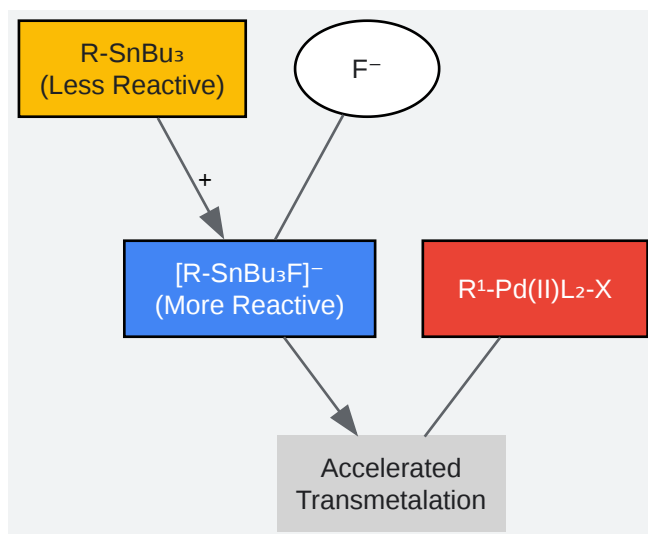 R-SnBu₃
(Less Reactive)
F⁻
+
[R-SnBu₃F]⁻
(More Reactive)
R¹-Pd(II)L₂-X
Accelerated
Transmetalation